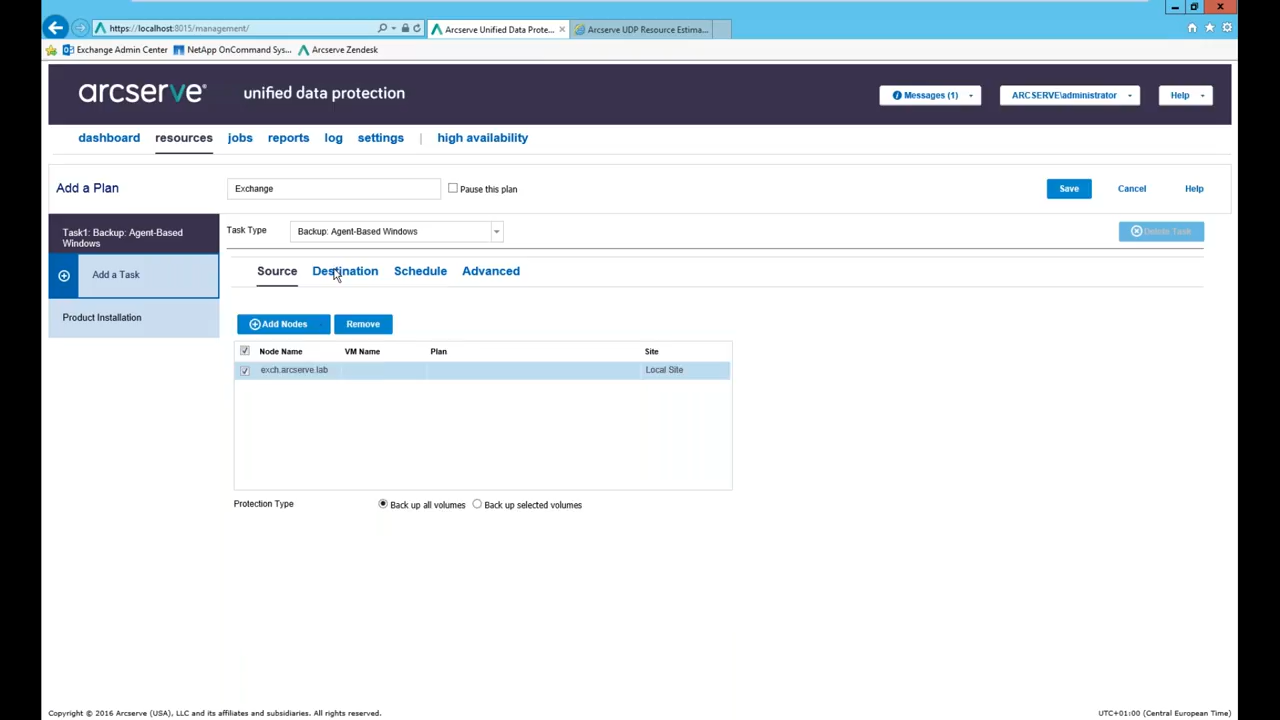 https://localhost:8015/management/
Arcserve Unified Data Prote...
Arcserve UDP Resource Estima...
Exchange Admin Center
NetApp OnCommand Sys...
Arcserve Zendesk
arcserve®
unified data protection
Messages (1)
ARCSERVE\administrator
Help
dashboard
resources
jobs
reports
log
settings
|
high availability
Add a Plan
Exchange
Pause this plan
Save
Cancel
Help
Task1: Backup: Agent-Based
Windows
Task Type
Backup: Agent-Based Windows
Delete Task
Add a Task
Source
Destination
Schedule
Advanced
Product Installation
Add Nodes
Remove
Node Name
VM Name
Plan
Site
exch.arcserve.lab
Local Site
Protection Type
Back up all volumes
Back up selected volumes
Copyright © 2016 Arcserve (USA), LLC and its affiliates and subsidiaries. All rights reserved.
UTC+01:00 (Central European Time)